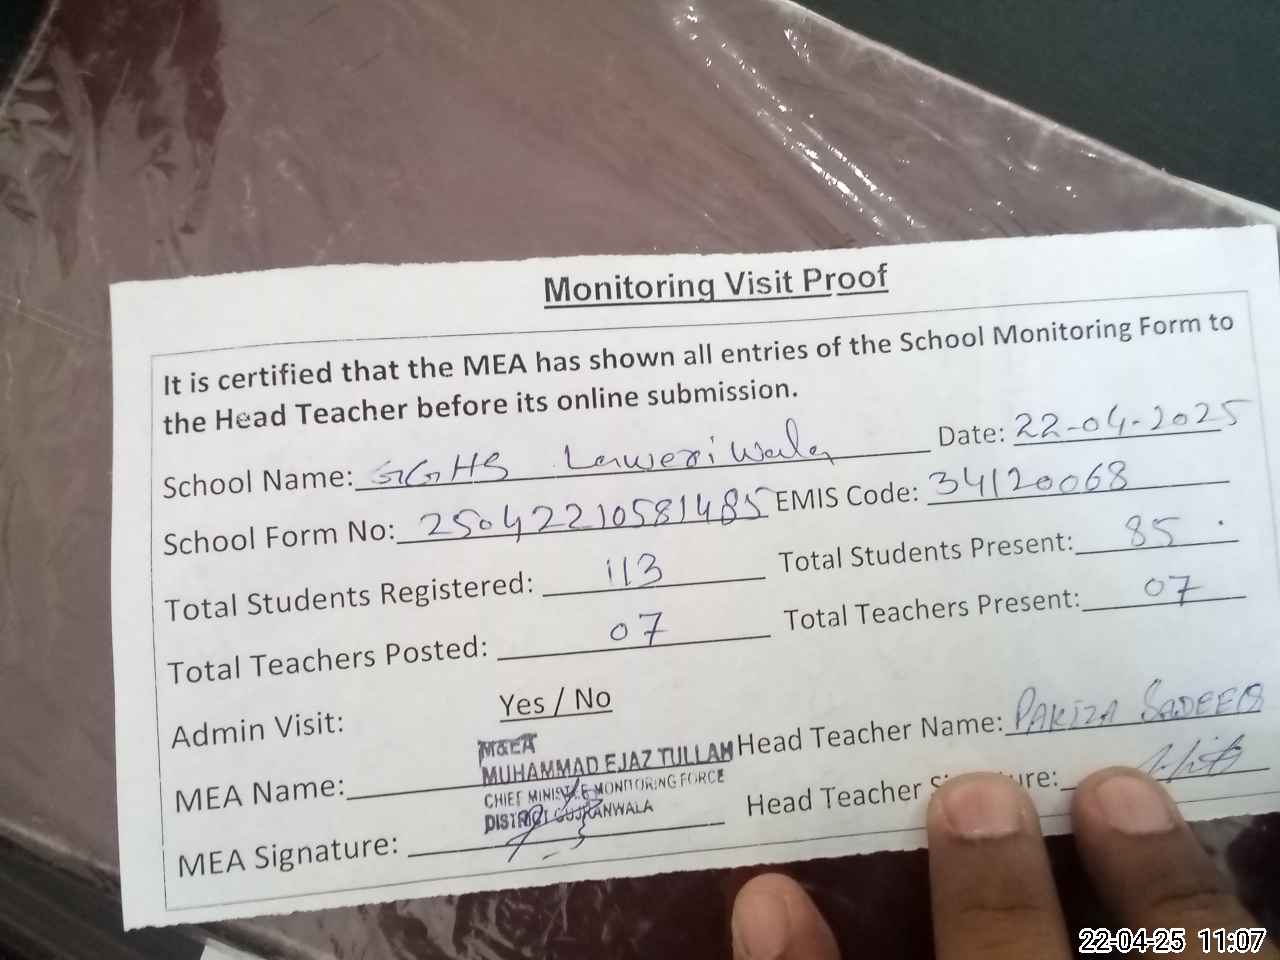 Monitoring Visit Proof
It is certified that the MEA has shown all entries of the School Monitoring Form to
the Head Teacher before its online submission.
School Name: GGHS Laweriwala Date: 22-04-2025
School Form No: 25042210581485 EMIS Code: 34120068
Total Students Registered: 113 Total Students Present: 85
Total Teachers Posted: 07 Total Teachers Present: 07
Admin Visit: Yes / No
MEA Name: Head Teacher Name: PAKIZA SADEEQ
M&EA
MUHAMMAD EJAZ TULLAH
CHIEF MINISTER MONITORING FORCE
DISTRICT GUJRANWALA
MEA Signature: Head Teacher
22-04-25 11:07